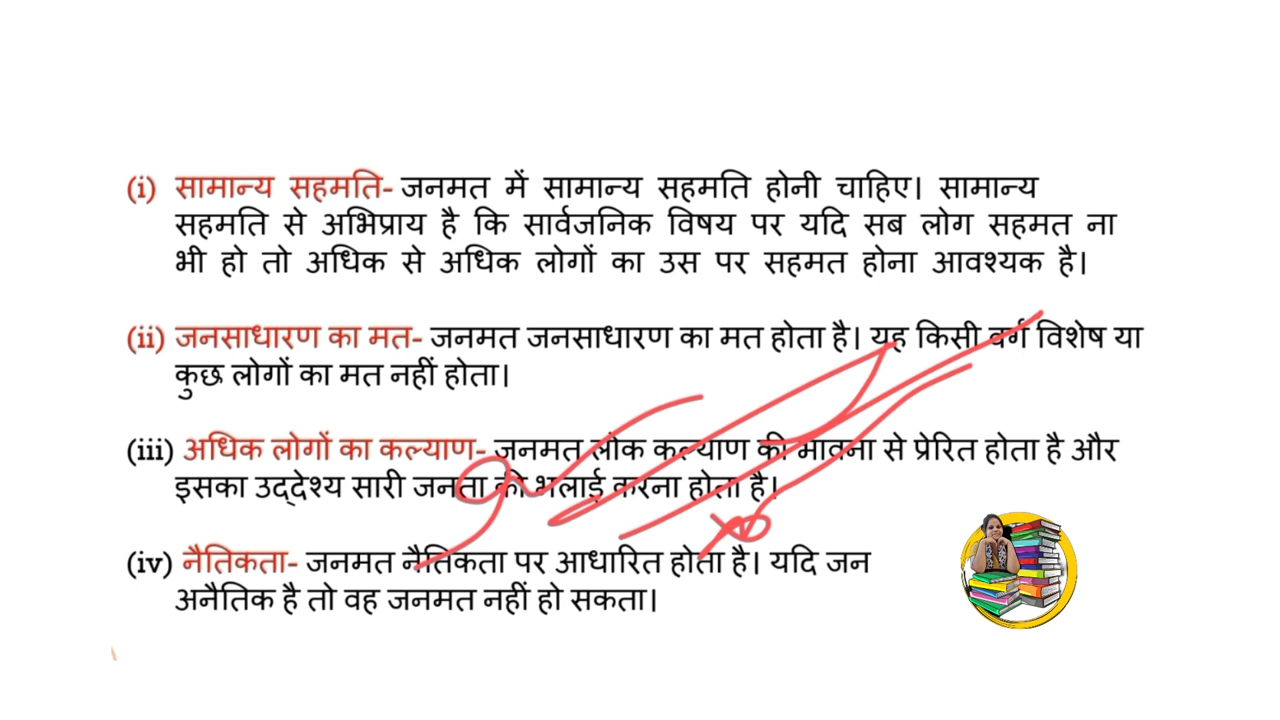 (i) सामान्य सहमति- जनमत में सामान्य सहमति होनी चाहिए। सामान्य
सहमति से अभिप्राय है कि सार्वजनिक विषय पर यदि सब लोग सहमत ना
भी हो तो अधिक से अधिक लोगों का उस पर सहमत होना आवश्यक है।
(ii) जनसाधारण का मत- जनमत जनसाधारण का मत होता है। यह किसी वर्ग विशेष या
कुछ लोगों का मत नहीं होता।
(iii) अधिक लोगों का कल्याण- जनमत लोक कल्याण की भावना से प्रेरित होता है और
इसका उद्देश्य सारी जनता की भलाई करना होता है।
(iv) नैतिकता- जनमत नैतिकता पर आधारित होता है। यदि जन
अनैतिक है तो वह जनमत नहीं हो सकता।